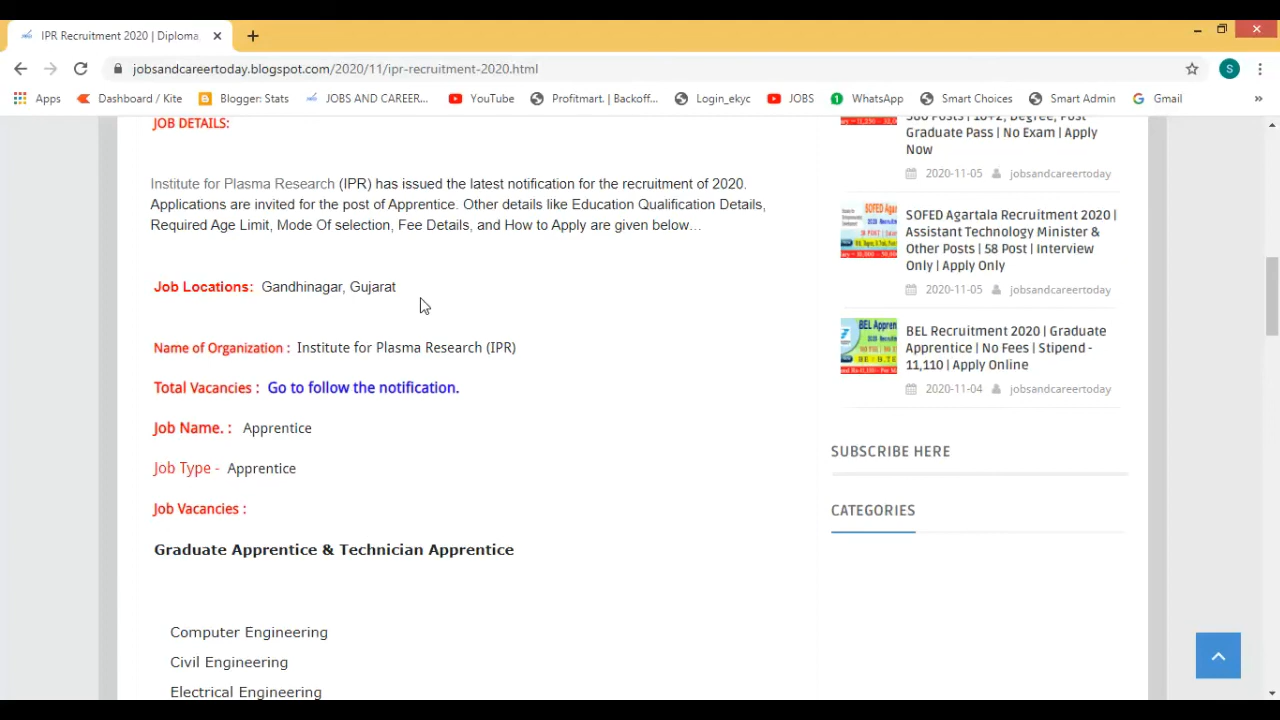 IPR Recruitment 2020 | Diploma
jobsandcareertoday.blogspot.com/2020/11/ipr-recruitment-2020.html
S
Apps
Dashboard / Kite
Blogger: Stats
JOBS AND CAREER...
YouTube
Profitmart. | Backoff...
Login_ekyc
JOBS
1 WhatsApp
Smart Choices
Smart Admin
Gmail
»
JOB DETAILS:
Institute for Plasma Research (IPR) has issued the latest notification for the recruitment of 2020.
Applications are invited for the post of Apprentice. Other details like Education Qualification Details,
Required Age Limit, Mode Of selection, Fee Details, and How to Apply are given below…
Job Locations: Gandhinagar, Gujarat
Name of Organization : Institute for Plasma Research (IPR)
Total Vacancies : Go to follow the notification.
Job Name. : Apprentice
Job Type - Apprentice
Job Vacancies :
Graduate Apprentice & Technician Apprentice
Computer Engineering
Civil Engineering
Electrical Engineering
Graduate Pass | No Exam | Apply
Now
2020-11-05 jobsandcareertoday
SOFED Agartala Recruitment 2020 |
Assistant Technology Minister &
Other Posts | 58 Post | Interview
Only | Apply Only
2020-11-05 jobsandcareertoday
BEL Recruitment 2020 | Graduate
Apprentice | No Fees | Stipend -
11,110 | Apply Online
2020-11-04 jobsandcareertoday
SUBSCRIBE HERE
CATEGORIES